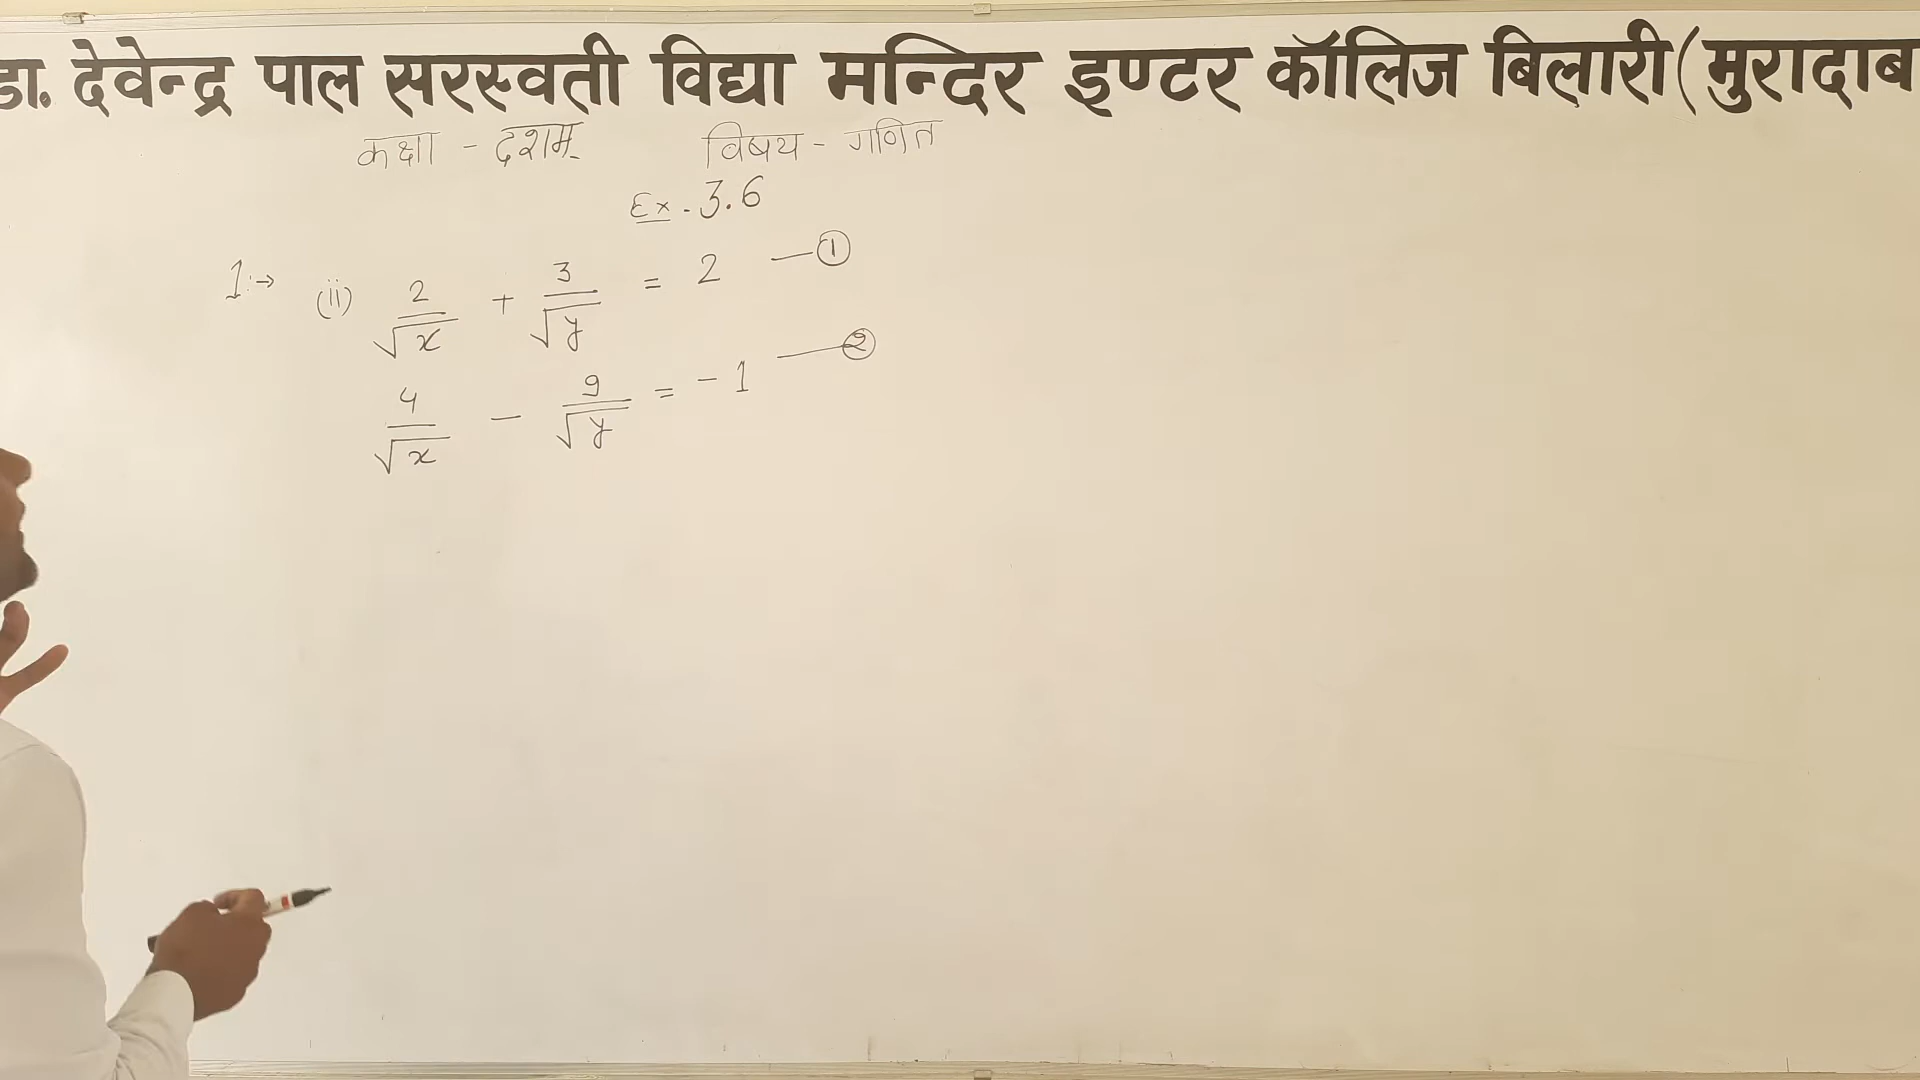 डा. देवेन्द्र पाल सरस्वती विद्या मन्दिर इण्टर कॉलिज बिलारी(मुरादाब
कक्षा - दशम विषय - गणित
Ex. 3.6
1:→ (ii) 2/√x + 3/√y = 2 —①
4/√x - 9/√y = -1 —②